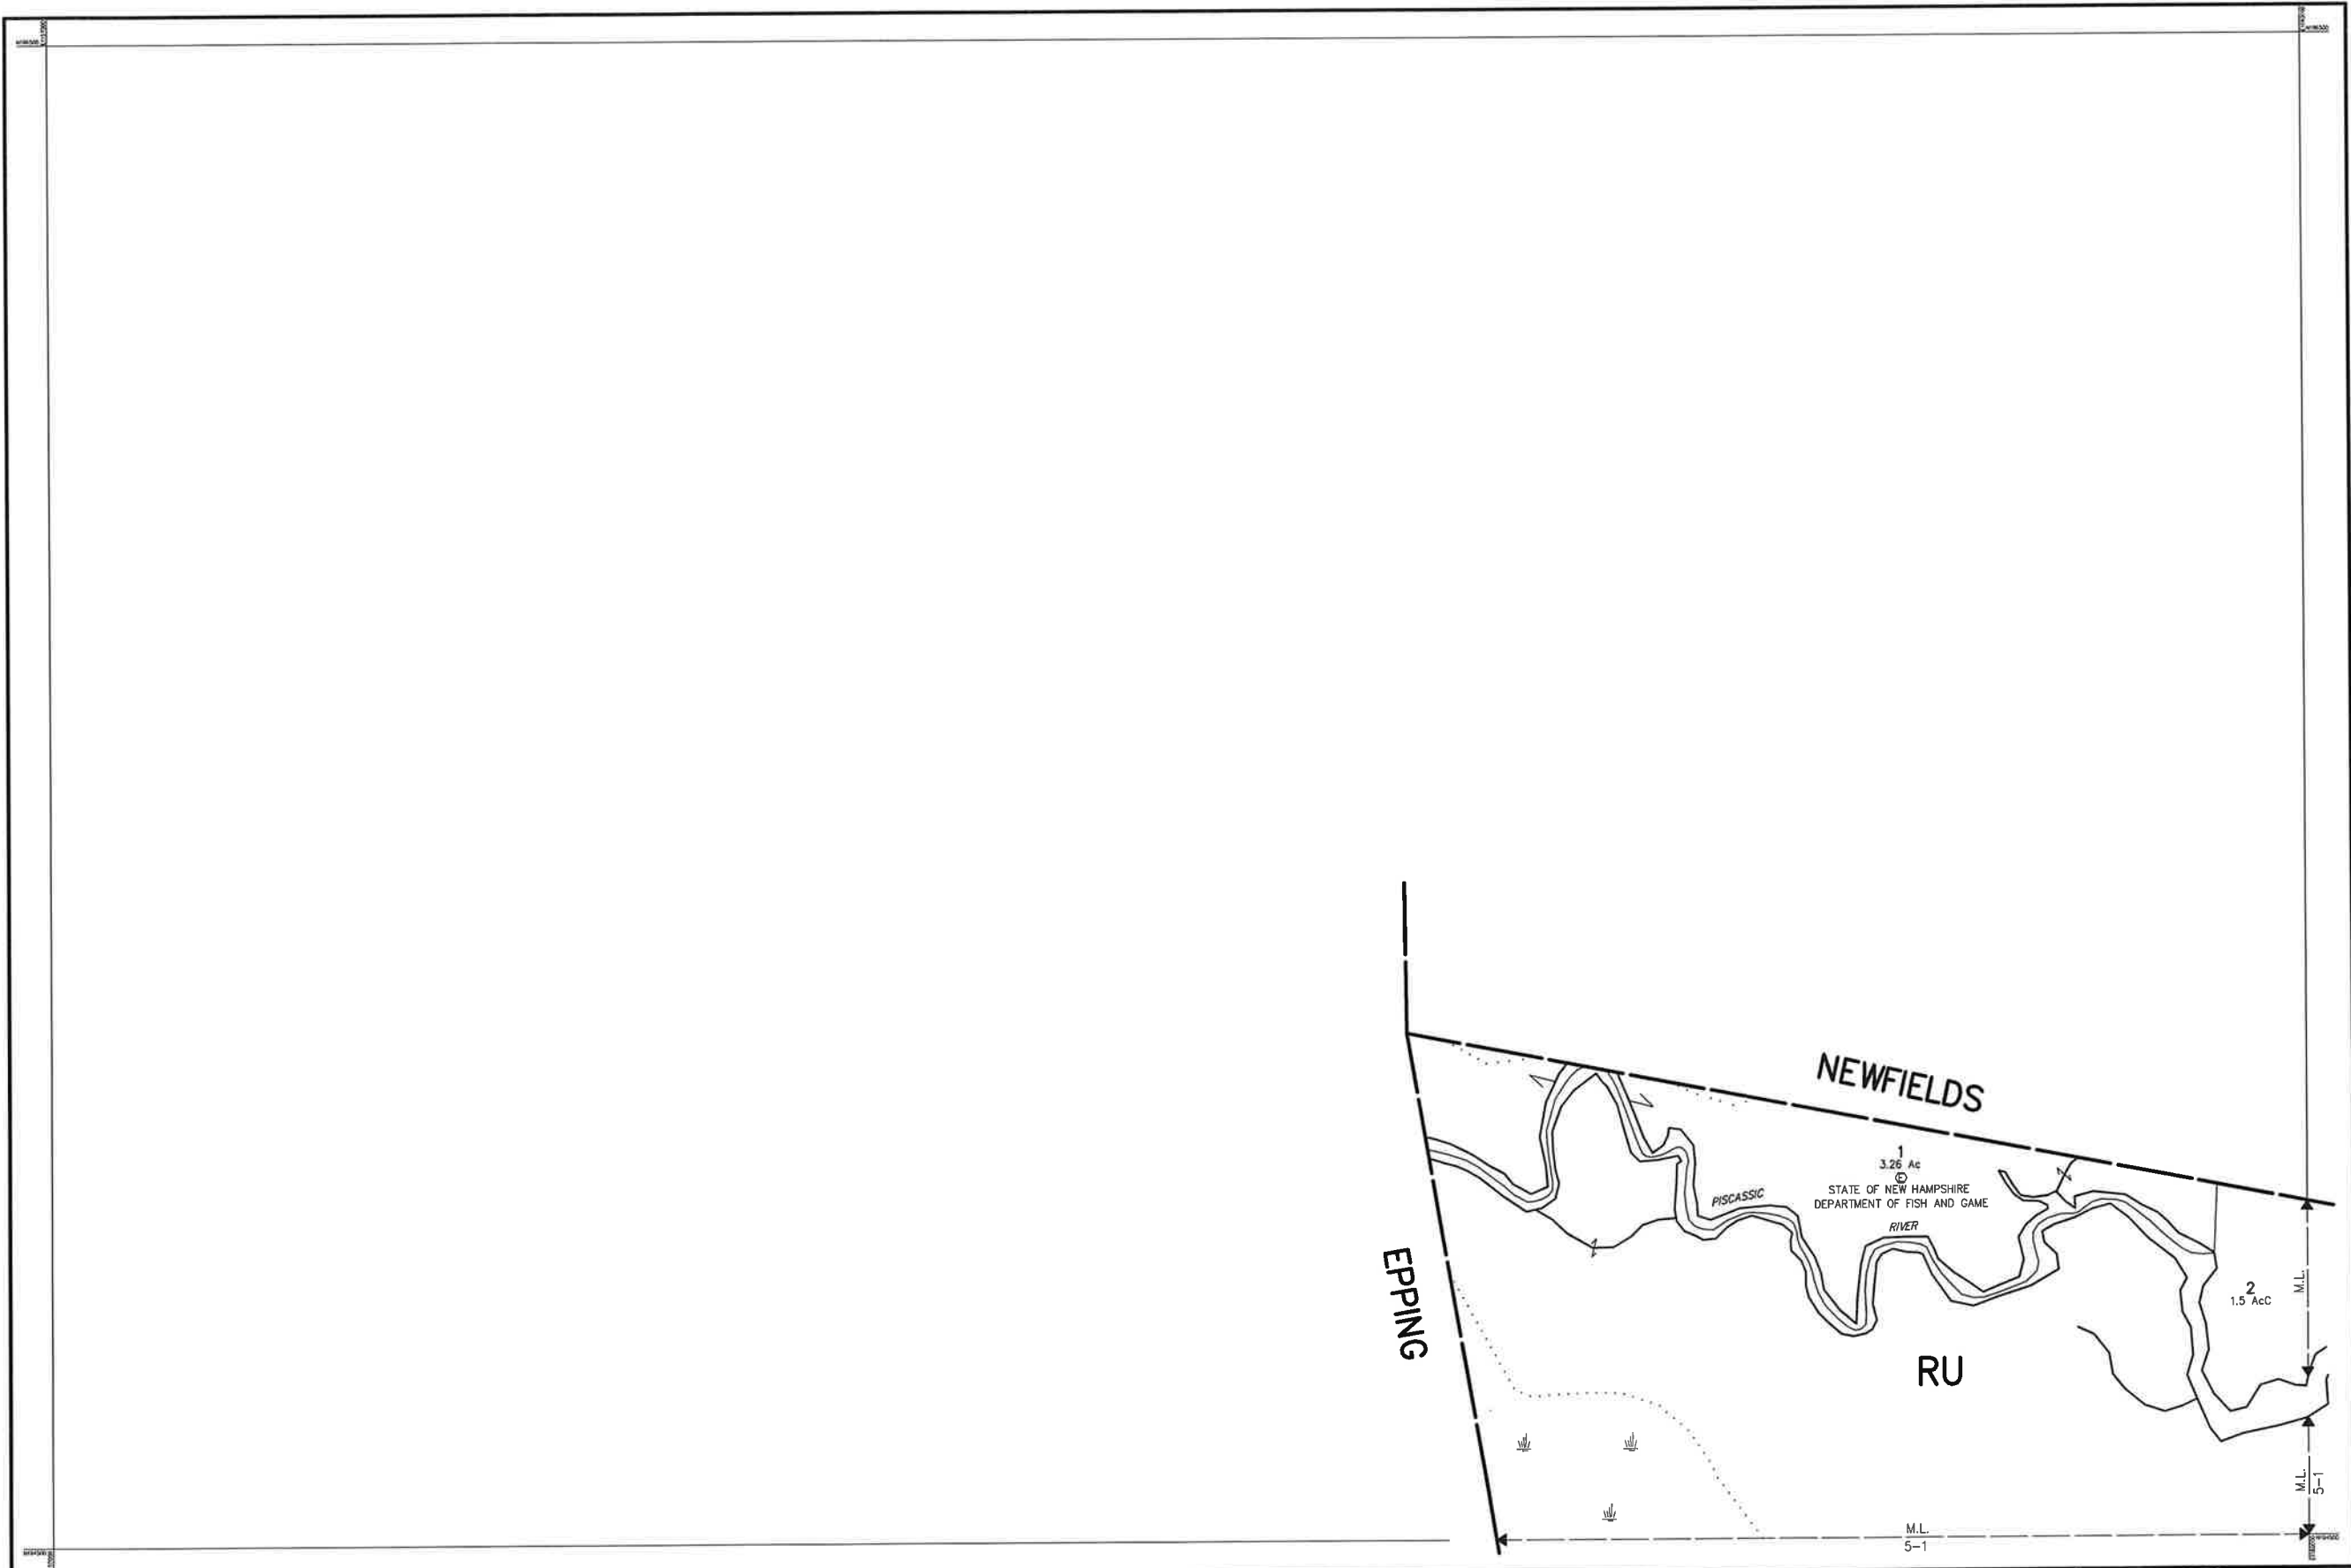 NEWFIELDS
1
3.26 Ac
E
STATE OF NEW HAMPSHIRE
DEPARTMENT OF FISH AND GAME
PISCASSIC
RIVER
EPPING
2
1.5 AcC
M.L.
RU
M.L.
5-1
M.L.
5-1